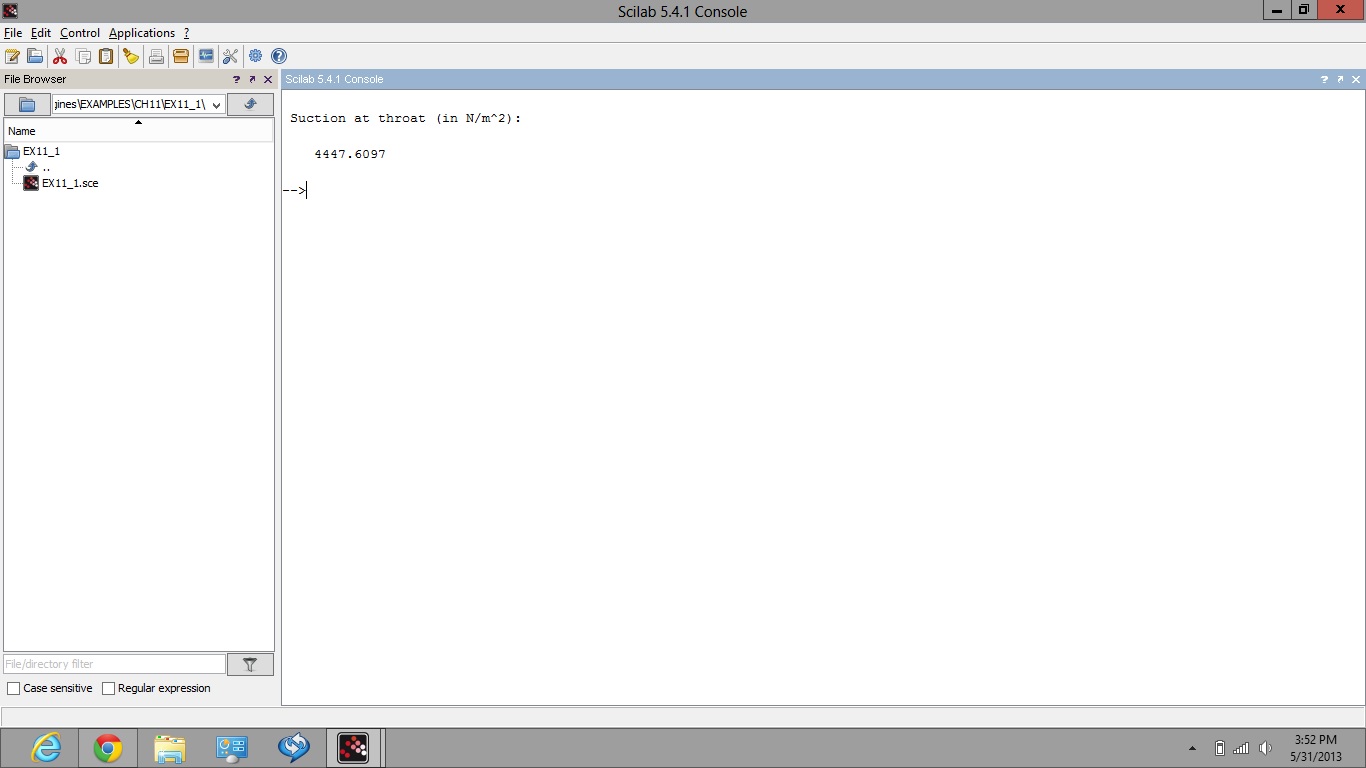 Scilab 5.4.1 Console
File Edit Control Applications ?
File Browser ? Scilab 5.4.1 Console ?
jines\EXAMPLES\CH11\EX11_1\
Name
EX11_1
..
EX11_1.sce
Suction at throat (in N/m^2):
4447.6097
-->
File/directory filter
Case sensitive Regular expression
3:52 PM
5/31/2013